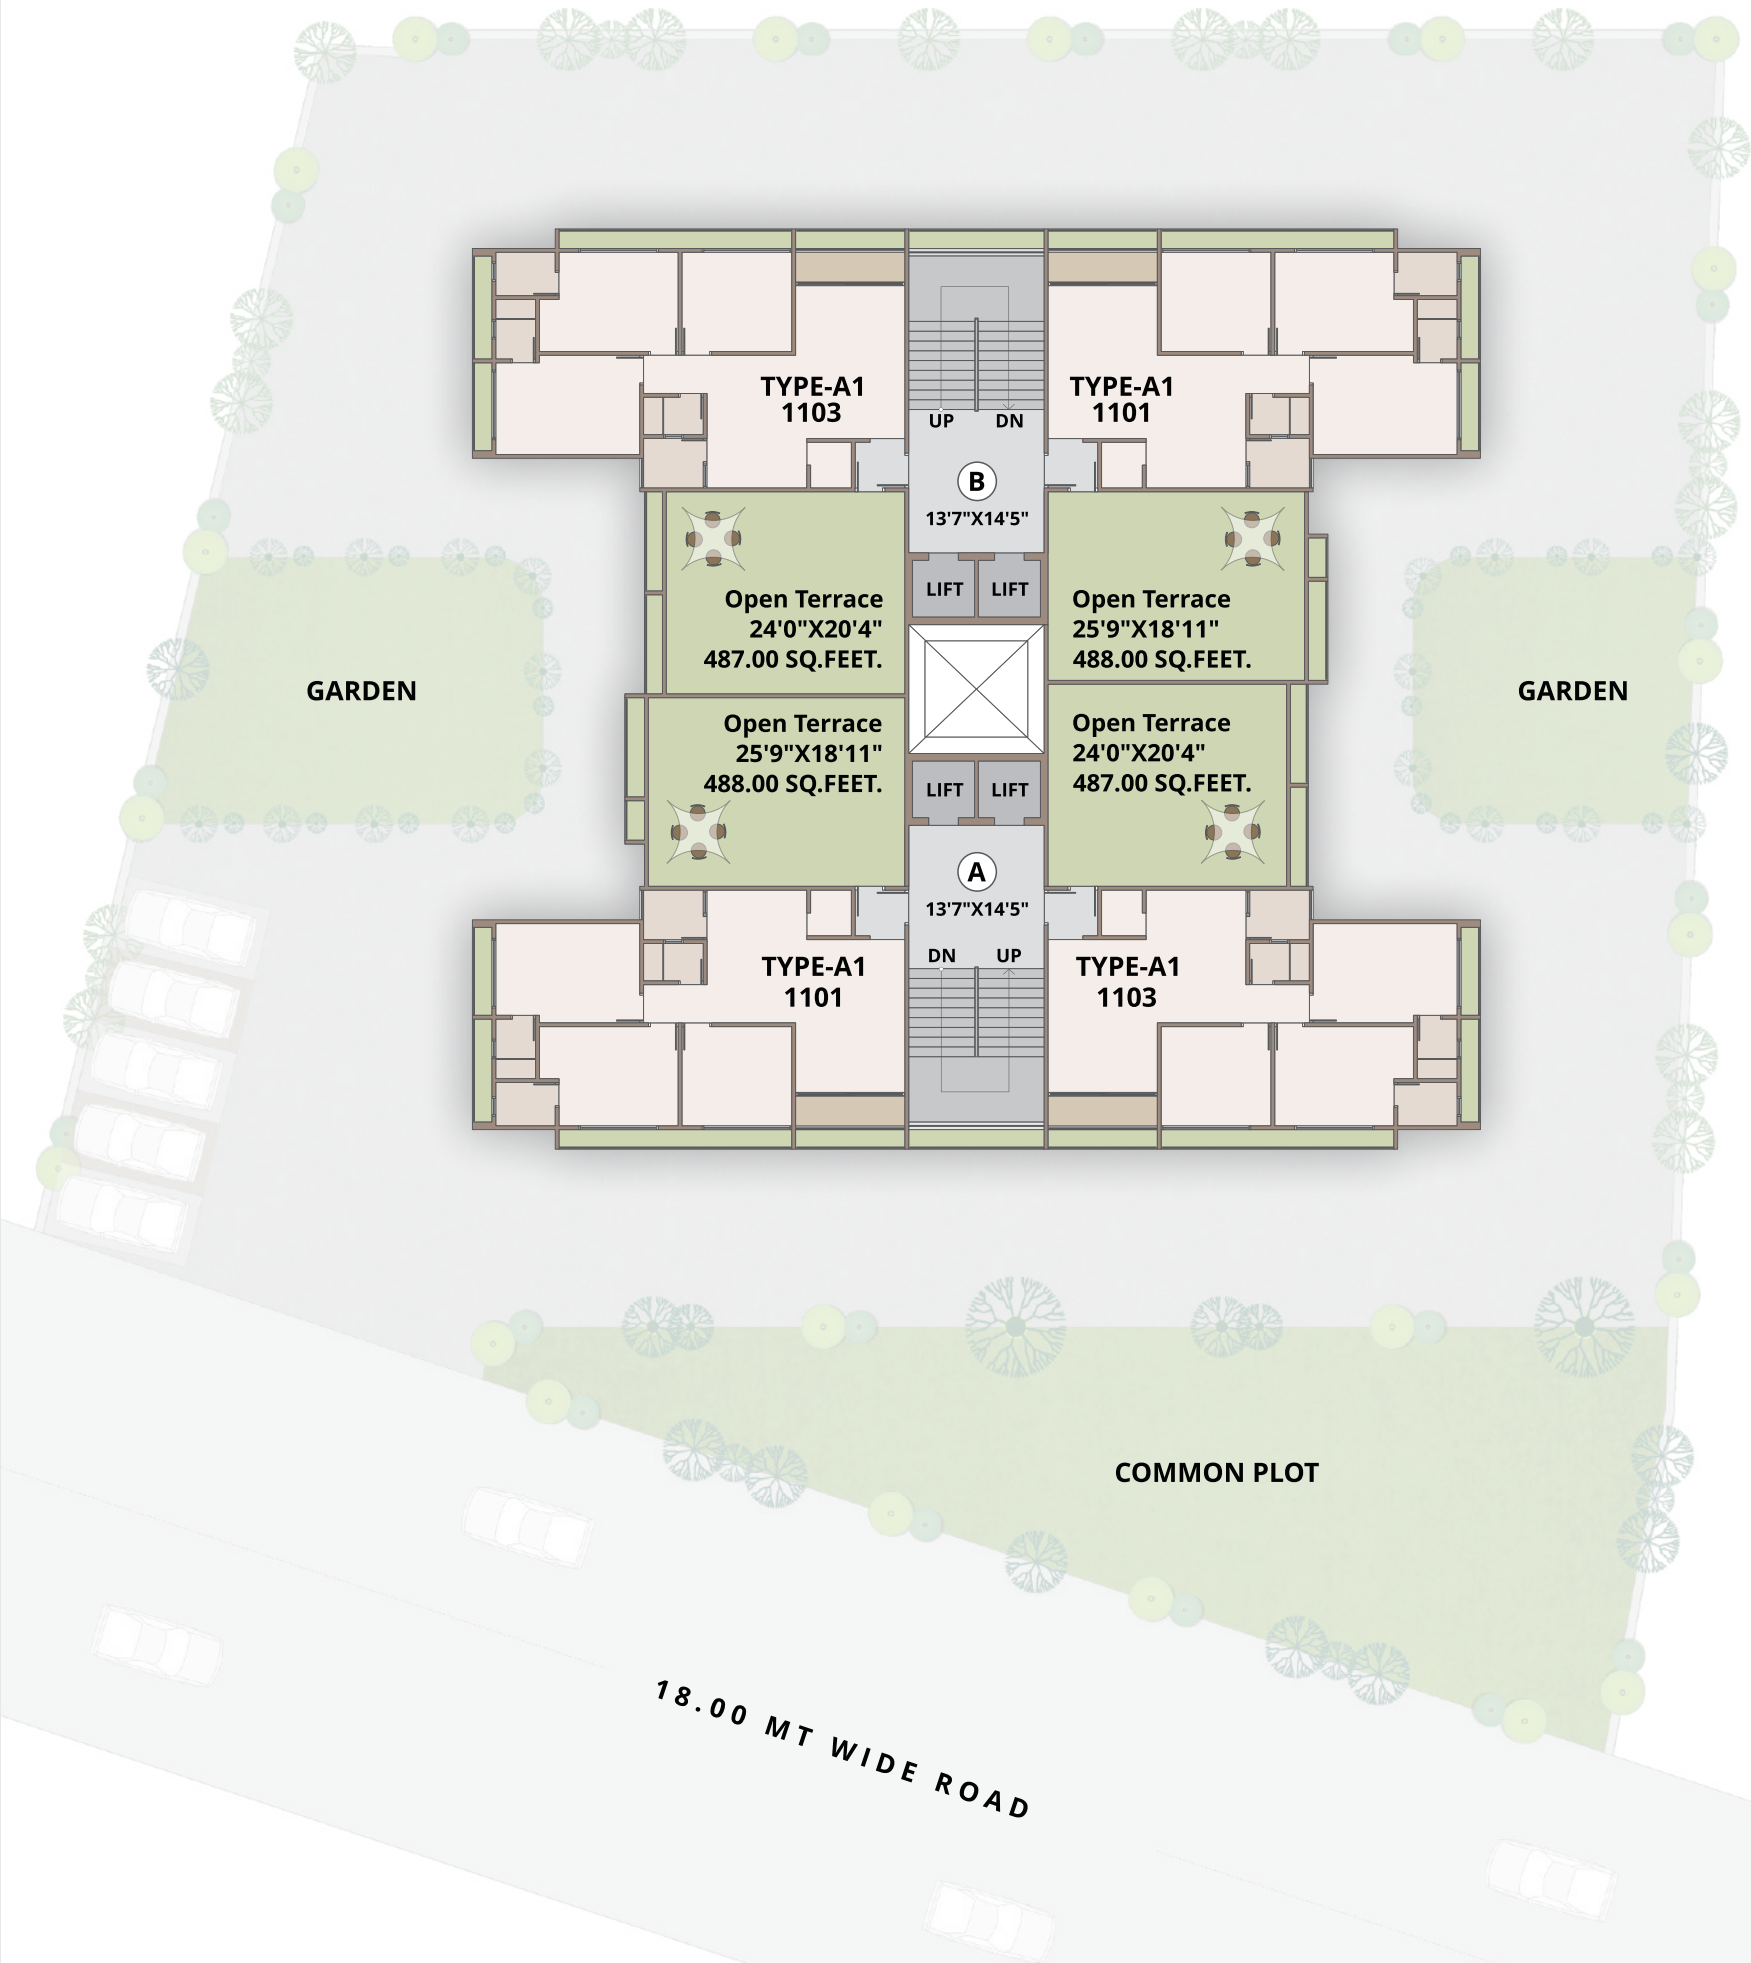 TYPE-A1
1103
TYPE-A1
1101
UP
DN
B
13'7"X14'5"
Open Terrace
24'0"X20'4"
487.00 SQ.FEET.
LIFT
LIFT
Open Terrace
25'9"X18'11"
488.00 SQ.FEET.
GARDEN
GARDEN
Open Terrace
25'9"X18'11"
488.00 SQ.FEET.
LIFT
LIFT
Open Terrace
24'0"X20'4"
487.00 SQ.FEET.
A
13'7"X14'5"
DN
UP
TYPE-A1
1101
TYPE-A1
1103
COMMON PLOT
18.00 MT WIDE ROAD